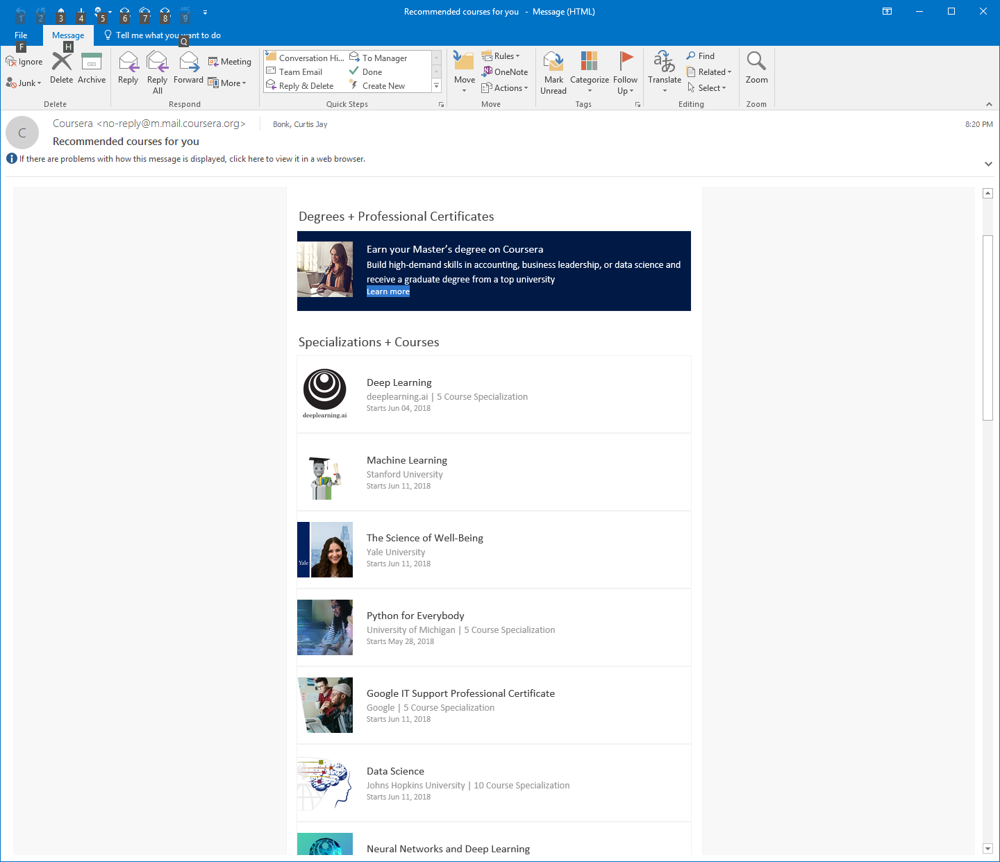 1 2 3 4 5 6 7 8 ABC 9
Recommended courses for you - Message (HTML)
File Message Tell me what you want to do
F H Q
Ignore
Junk
Delete
Archive
Delete
Reply
Reply All
Forward
Meeting
More
Respond
Conversation Hi...
Team Email
Reply & Delete
To Manager
Done
Create New
Quick Steps
Move
Rules
OneNote
Actions
Move
Mark Unread
Categorize
Follow Up
Tags
Translate
Find
Related
Select
Editing
Zoom
Zoom
C
Coursera <no-reply@m.mail.coursera.org> Bonk, Curtis Jay 8:20 PM
Recommended courses for you
If there are problems with how this message is displayed, click here to view it in a web browser.
Degrees + Professional Certificates
Earn your Master's degree on Coursera
Build high-demand skills in accounting, business leadership, or data science and
receive a graduate degree from a top university
Learn more
Specializations + Courses
deeplearning.ai
Deep Learning
deeplearning.ai | 5 Course Specialization
Starts Jun 04, 2018
Machine Learning
Stanford University
Starts Jun 11, 2018
Yale
The Science of Well-Being
Yale University
Starts Jun 11, 2018
Python for Everybody
University of Michigan | 5 Course Specialization
Starts May 28, 2018
Google IT Support Professional Certificate
Google | 5 Course Specialization
Starts Jun 11, 2018
Data Science
Johns Hopkins University | 10 Course Specialization
Starts Jun 11, 2018
Neural Networks and Deep Learning